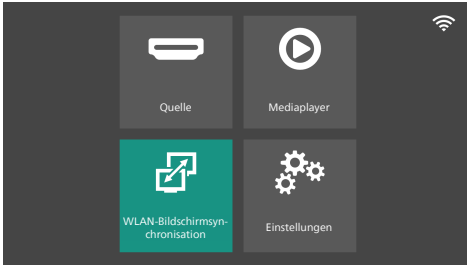 Quelle
Mediaplayer
WLAN-Bildschirmsyn-
chronisation
Einstellungen